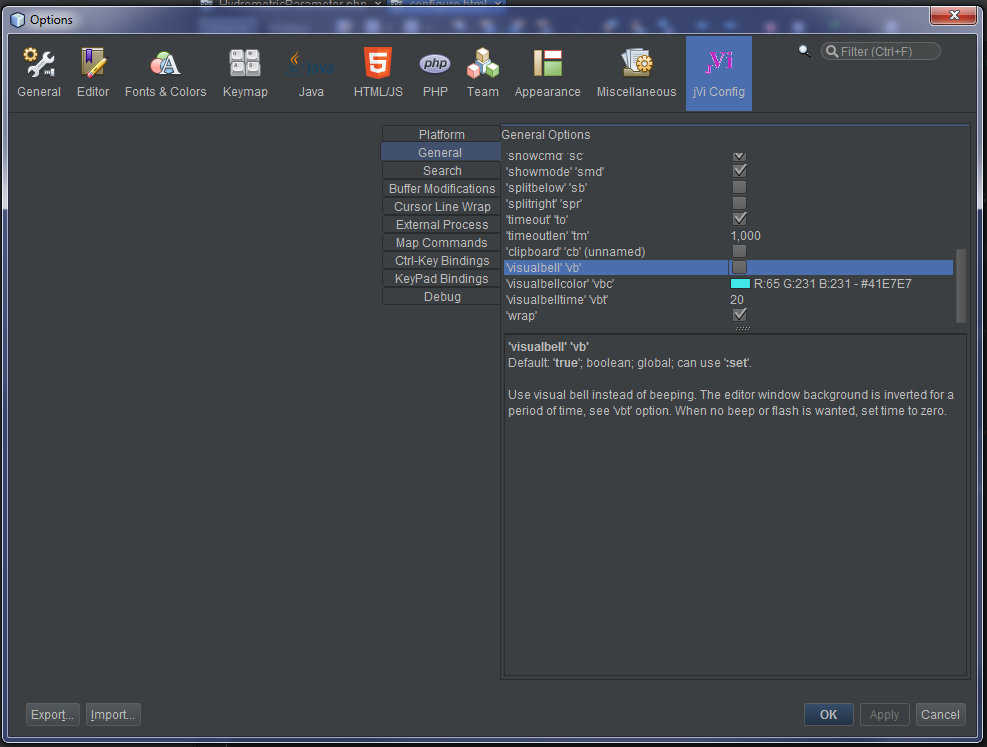 HydrometricParameter.php
configure.html
Options
General
Editor
Fonts & Colors
Keymap
Java
HTML/JS
PHP
Team
Appearance
Miscellaneous
jVi Config
Filter (Ctrl+F)
Platform
General
Search
Buffer Modifications
Cursor Line Wrap
External Process
Map Commands
Ctrl-Key Bindings
KeyPad Bindings
Debug
General Options
'showcmd' 'sc'
'showmode' 'smd'
'splitbelow' 'sb'
'splitright' 'spr'
'timeout' 'to'
'timeoutlen' 'tm' 1,000
'clipboard' 'cb' (unnamed)
'visualbell' 'vb'
'visualbellcolor' 'vbc' R:65 G:231 B:231 - #41E7E7
'visualbelltime' 'vbt' 20
'wrap'
'visualbell' 'vb'
Default: 'true'; boolean; global; can use ':set'.
Use visual bell instead of beeping. The editor window background is inverted for a
period of time, see 'vbt' option. When no beep or flash is wanted, set time to zero.
Export...
Import...
OK
Apply
Cancel